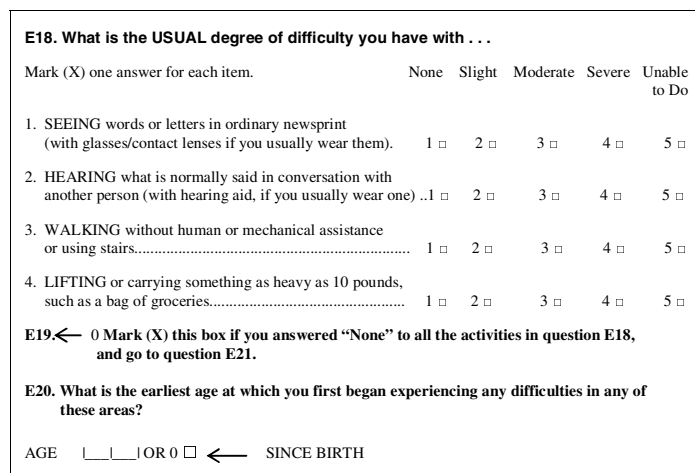 E18. What is the USUAL degree of difficulty you have with . . .
Mark (X) one answer for each item. None Slight Moderate Severe Unable
to Do
1. SEEING words or letters in ordinary newsprint
(with glasses/contact lenses if you usually wear them). 1 □ 2 □ 3 □ 4 □ 5 □
2. HEARING what is normally said in conversation with
another person (with hearing aid, if you usually wear one) ..1 □ 2 □ 3 □ 4 □ 5 □
3. WALKING without human or mechanical assistance
or using stairs.................................................................. 1 □ 2 □ 3 □ 4 □ 5 □
4. LIFTING or carrying something as heavy as 10 pounds,
such as a bag of groceries............................................... 1 □ 2 □ 3 □ 4 □ 5 □
E19.← 0 Mark (X) this box if you answered “None” to all the activities in question E18,
and go to question E21.
E20. What is the earliest age at which you first began experiencing any difficulties in any of
these areas?
AGE |___|___| OR 0 □ ← SINCE BIRTH